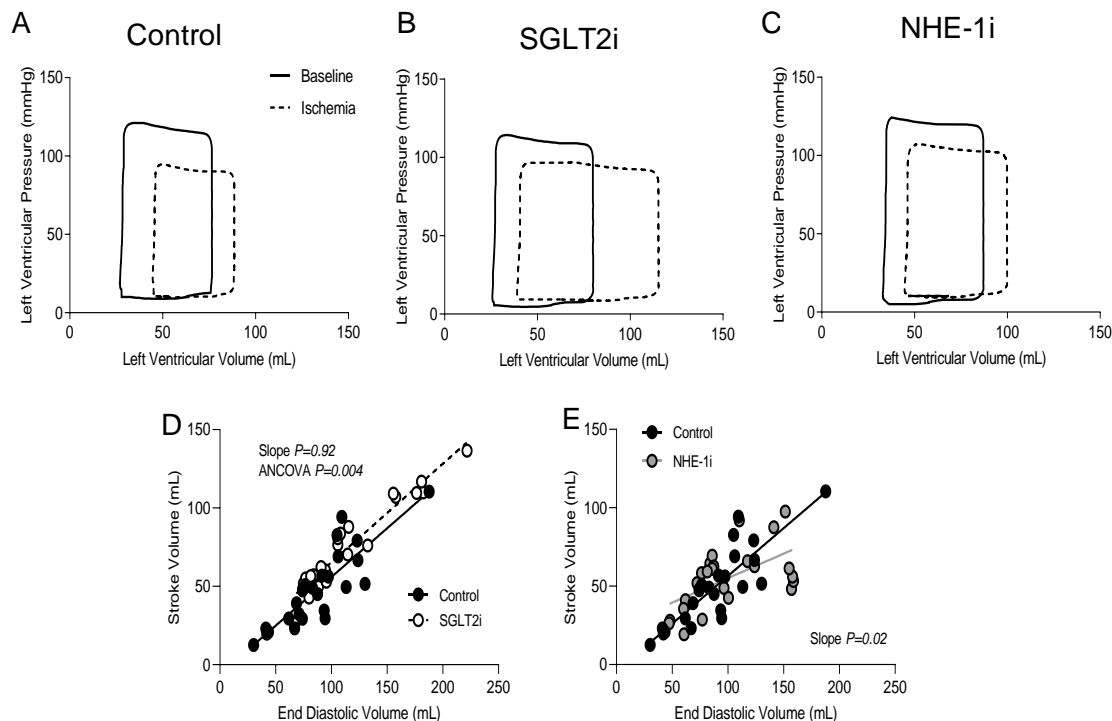 A
Control
Left Ventricular Pressure (mmHg)
150
100
50
0
0 50 100 150
Left Ventricular Volume (mL)
Baseline
Ischemia
B
SGLT2i
Left Ventricular Pressure (mmHg)
150
100
50
0
0 50 100 150
Left Ventricular Volume (mL)
C
NHE-1i
Left Ventricular Pressure (mmHg)
150
100
50
0
0 50 100 150
Left Ventricular Volume (mL)
D
Stroke Volume (mL)
150
100
50
0
Slope P=0.92
ANCOVA P=0.004
Control
SGLT2i
0 50 100 150 200 250
End Diastolic Volume (mL)
E
Control
NHE-1i
Stroke Volume (mL)
150
100
50
0
Slope P=0.02
0 50 100 150 200 250
End Diastolic Volume (mL)